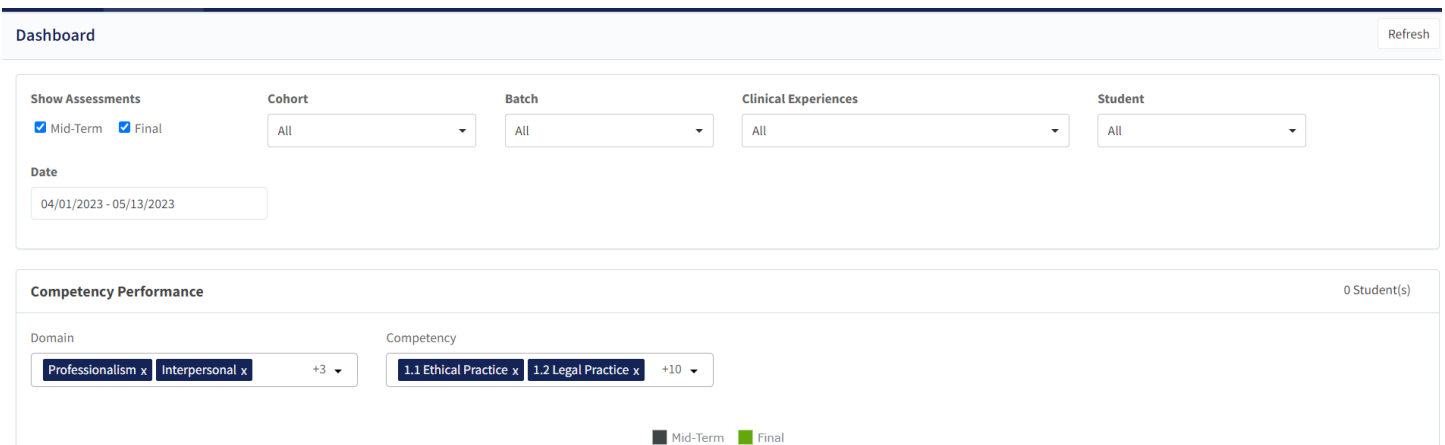 Dashboard
Refresh
Show Assessments
Cohort
Batch
Clinical Experiences
Student
Mid-Term Final
All
All
All
All
Date
04/01/2023 - 05/13/2023
Competency Performance
0 Student(s)
Domain
Competency
Professionalism x Interpersonal x +3
1.1 Ethical Practice x 1.2 Legal Practice x +10
Mid-Term Final